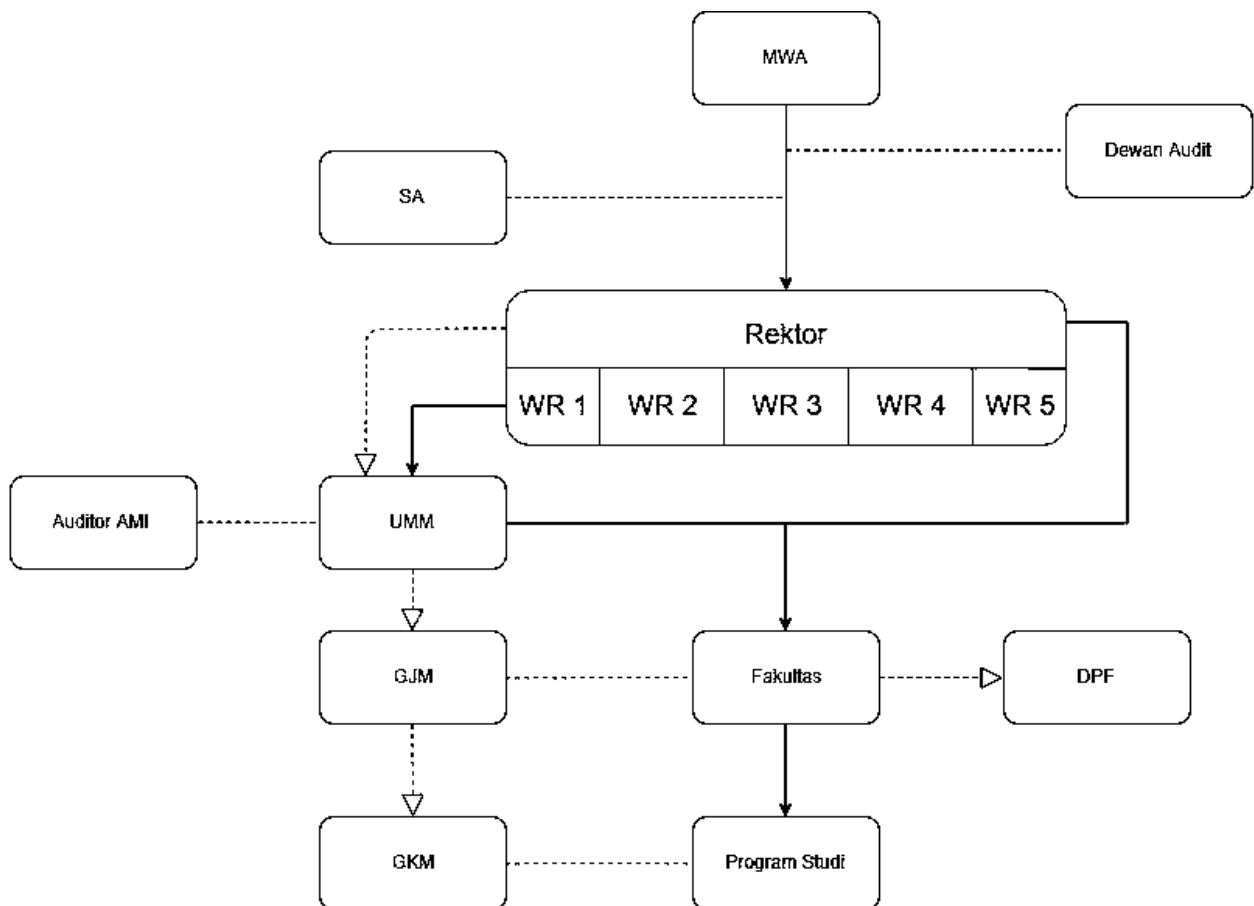 MWA
Dewan Audit
SA
Rektor
WR 1
WR 2
WR 3
WR 4
WR 5
Auditor AMI
UMM
GJM
Fakultas
DPF
GKM
Program Studi